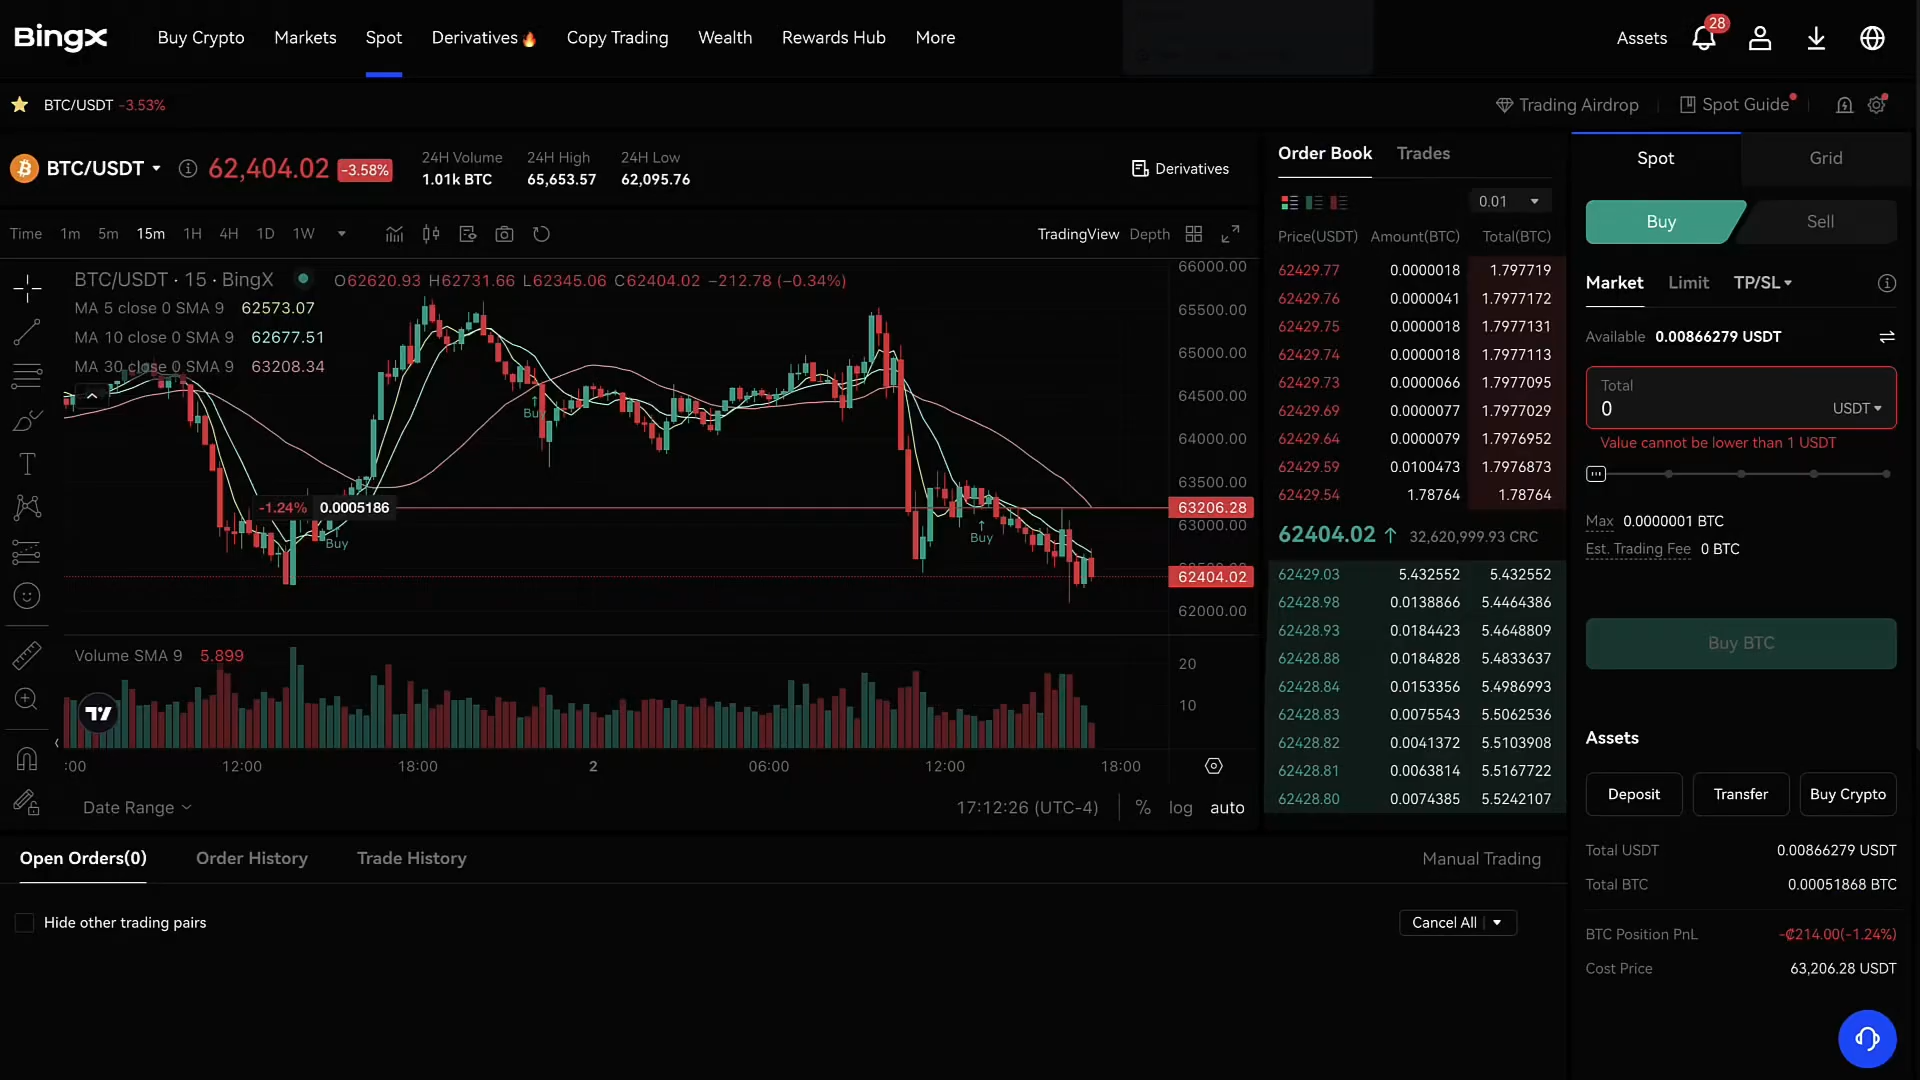 BingX
Buy Crypto Markets Spot Derivatives Copy Trading Wealth Rewards Hub More
Assets 28
BTC/USDT -3.53%
Trading Airdrop Spot Guide
BTC/USDT 62,404.02 -3.58%
24H Volume 24H High 24H Low
1.01k BTC 65,653.57 62,095.76
Derivatives
Time 1m 5m 15m 1H 4H 1D 1W
TradingView Depth
BTC/USDT · 15 · BingX O62620.93 H62731.66 L62345.06 C62404.02 −212.78 (−0.34%)
MA 5 close 0 SMA 9 62573.07
MA 10 close 0 SMA 9 62677.51
MA 30 close 0 SMA 9 63208.34
Buy
-1.24% 0.0005186
Buy
Buy
66000.00
65500.00
65000.00
64500.00
64000.00
63500.00
63206.28
63000.00
62404.02
62000.00
Volume SMA 9 5.899
20
10
:00 12:00 18:00 2 06:00 12:00 18:00
Date Range
17:12:26 (UTC-4) % log auto
Order Book Trades
0.01
Price(USDT) Amount(BTC) Total(BTC)
62429.77 0.0000018 1.797719
62429.76 0.0000041 1.7977172
62429.75 0.0000018 1.7977131
62429.74 0.0000018 1.7977113
62429.73 0.0000066 1.7977095
62429.69 0.0000077 1.7977029
62429.64 0.0000079 1.7976952
62429.59 0.0100473 1.7976873
62429.54 1.78764 1.78764
62404.02 ↑ 32,620,999.93 CRC
62429.03 5.432552 5.432552
62428.98 0.0138866 5.4464386
62428.93 0.0184423 5.4648809
62428.88 0.0184828 5.4833637
62428.84 0.0153356 5.4986993
62428.83 0.0075543 5.5062536
62428.82 0.0041372 5.5103908
62428.81 0.0063814 5.5167722
62428.80 0.0074385 5.5242107
Spot Grid
Buy Sell
Market Limit TP/SL
Available 0.00866279 USDT
Total
0 USDT
Value cannot be lower than 1 USDT
Max 0.0000001 BTC
Est. Trading Fee 0 BTC
Buy BTC
Assets
Deposit Transfer Buy Crypto
Total USDT 0.00866279 USDT
Total BTC 0.00051868 BTC
BTC Position PnL -₡214.00(-1.24%)
Cost Price 63,206.28 USDT
Open Orders(0) Order History Trade History
Manual Trading
Hide other trading pairs
Cancel All